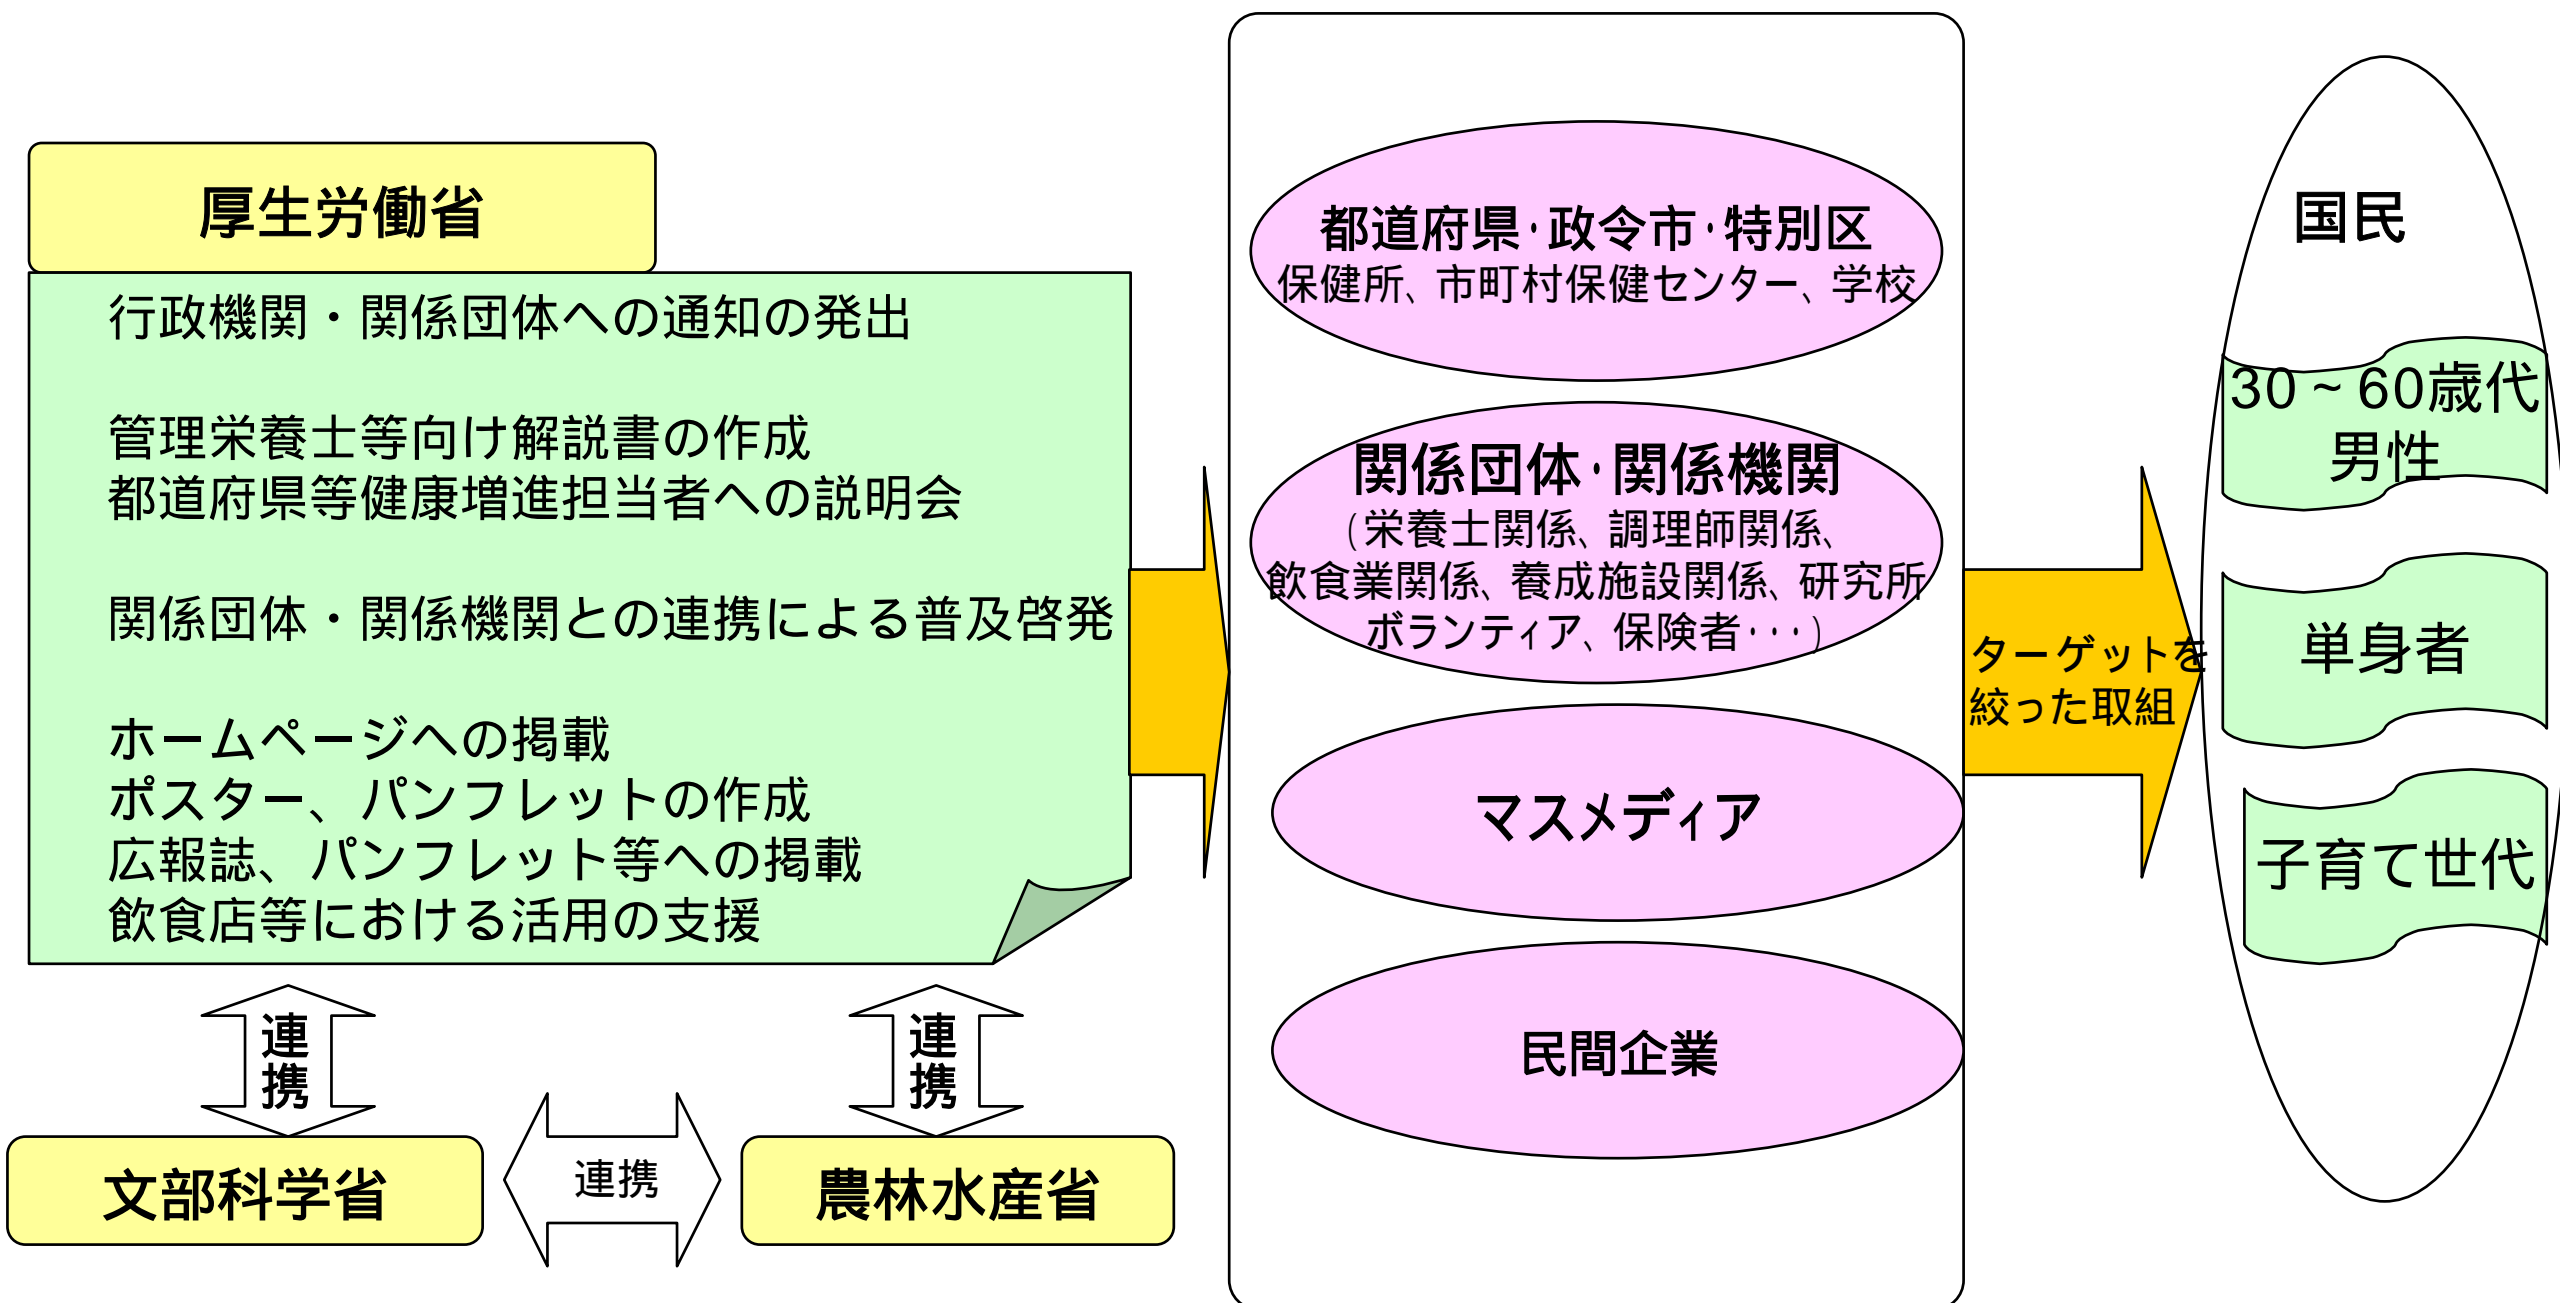 厚生労働省
行政機関・関係団体への通知の発出
管理栄養士等向け解説書の作成
都道府県等健康増進担当者への説明会
関係団体・関係機関との連携による普及啓発
ホームページへの掲載
ポスター、パンフレットの作成
広報誌、パンフレット等への掲載
飲食店等における活用の支援
連携
連携
文部科学省
連携
農林水産省
都道府県・政令市・特別区
保健所、市町村保健センター、学校
関係団体・関係機関
（栄養士関係、調理師関係、
飲食業関係、養成施設関係、研究所
ボランティア、保険者・・・）
マスメディア
民間企業
ターゲットを
絞った取組
国民
30～60歳代
男性
単身者
子育て世代